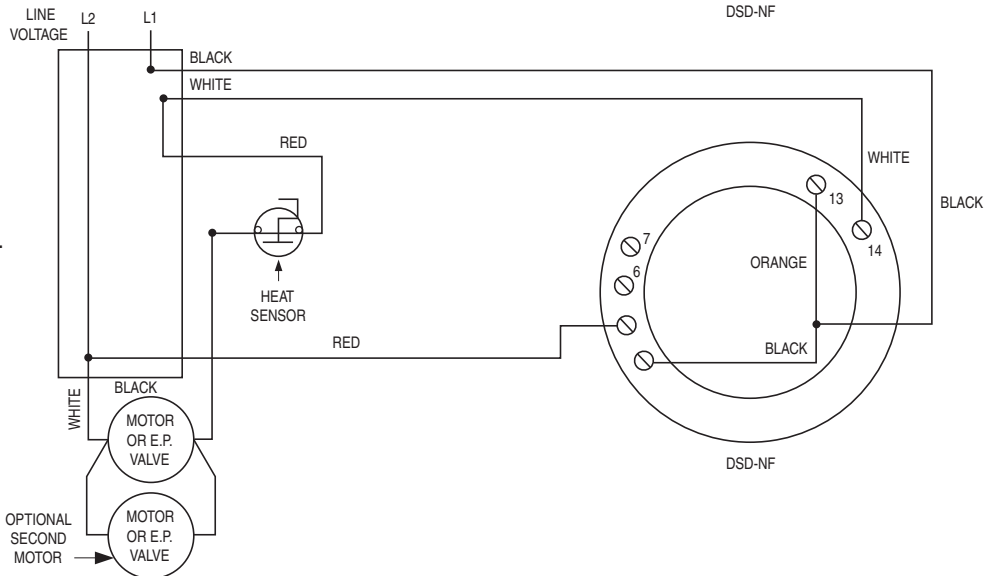 DSD-NF
LINE
VOLTAGE
L2
L1
BLACK
WHITE
RED
WHITE
BLACK
13
14
7
6
ORANGE
HEAT
SENSOR
RED
BLACK
WHITE
BLACK
MOTOR
OR E.P.
VALVE
DSD-NF
OPTIONAL
SECOND
MOTOR
MOTOR
OR E.P.
VALVE